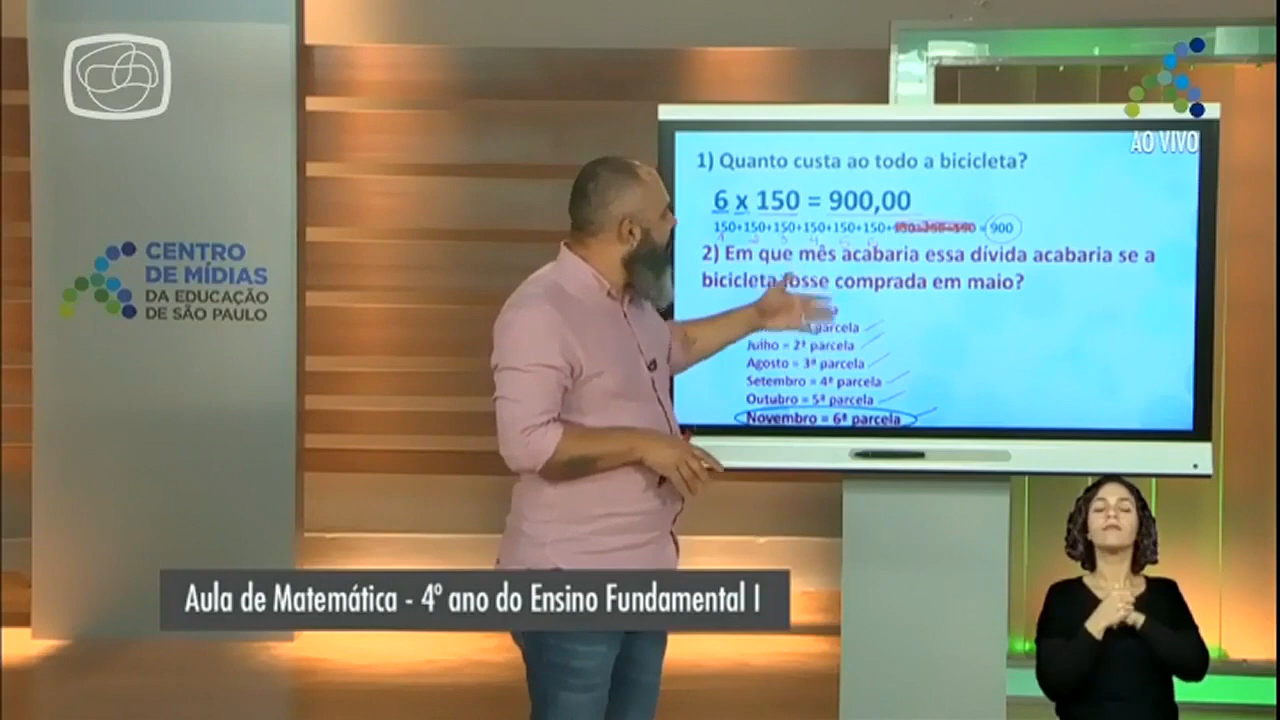 AO VIVO
1) Quanto custa ao todo a bicicleta?
6 x 150 = 900,00
150+150+150+150+150+150+ = 900
2) Em que mês acabaria essa dívida acabaria se a
bicicleta fosse comprada em maio?
parcela
Julho = 2ª parcela
Agosto = 3ª parcela
Setembro = 4ª parcela
Outubro = 5ª parcela
Novembro = 6ª parcela
CENTRO
DE MÍDIAS
DA EDUCAÇÃO
DE SÃO PAULO
Aula de Matemática - 4º ano do Ensino Fundamental I